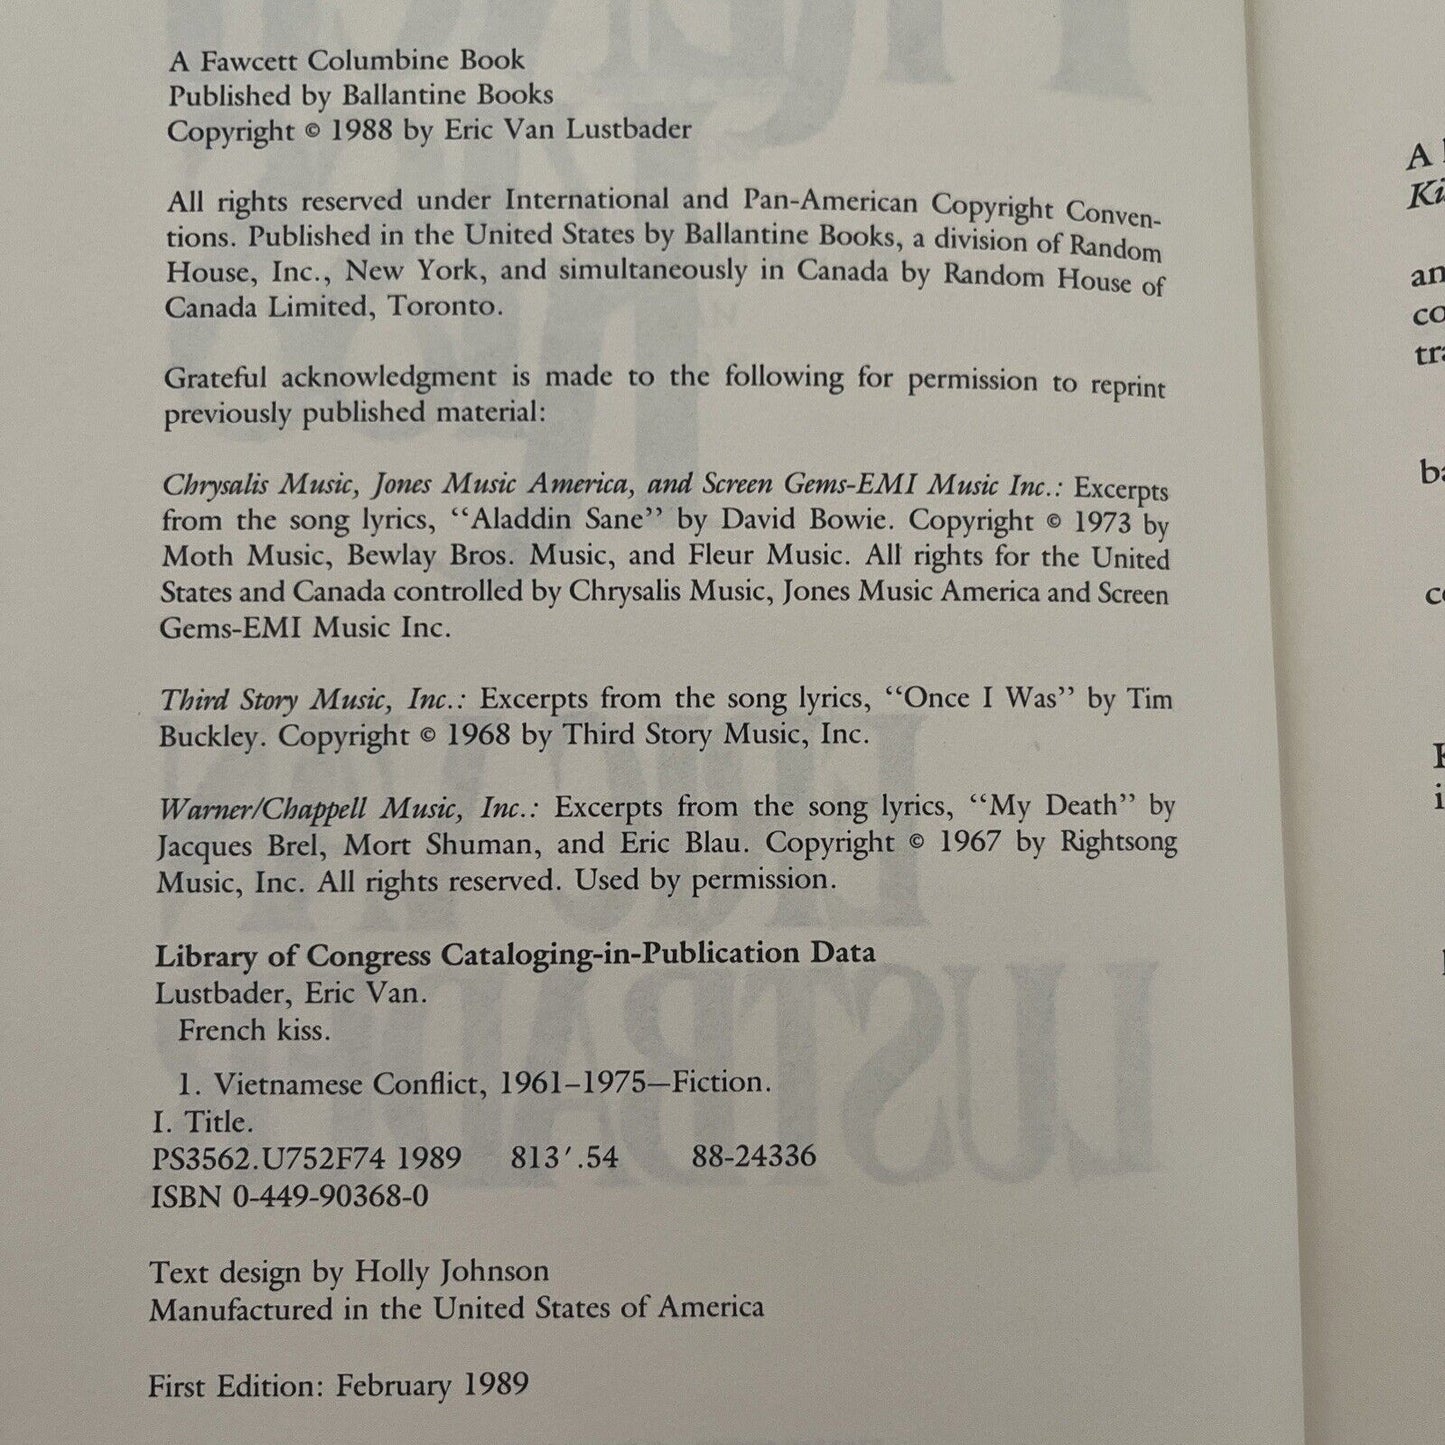 A Fawcett Columbine Book
Published by Ballantine Books
Copyright © 1988 by Eric Van Lustbader
All rights reserved under International and Pan-American Copyright Conven-
tions. Published in the United States by Ballantine Books, a division of Random
House, Inc., New York, and simultaneously in Canada by Random House of
Canada Limited, Toronto.
Grateful acknowledgment is made to the following for permission to reprint
previously published material:
Chrysalis Music, Jones Music America, and Screen Gems-EMI Music Inc.: Excerpts
from the song lyrics, ‘‘Aladdin Sane’’ by David Bowie. Copyright © 1973 by
Moth Music, Bewlay Bros. Music, and Fleur Music. All rights for the United
States and Canada controlled by Chrysalis Music, Jones Music America and Screen
Gems-EMI Music Inc.
Third Story Music, Inc.: Excerpts from the song lyrics, ‘‘Once I Was’’ by Tim
Buckley. Copyright © 1968 by Third Story Music, Inc.
Warner/Chappell Music, Inc.: Excerpts from the song lyrics, ‘‘My Death’’ by
Jacques Brel, Mort Shuman, and Eric Blau. Copyright © 1967 by Rightsong
Music, Inc. All rights reserved. Used by permission.
Library of Congress Cataloging-in-Publication Data
Lustbader, Eric Van.
French kiss.
1. Vietnamese Conflict, 1961–1975—Fiction.
I. Title.
PS3562.U752F74 1989 813′.54 88-24336
ISBN 0-449-90368-0
Text design by Holly Johnson
Manufactured in the United States of America
First Edition: February 1989